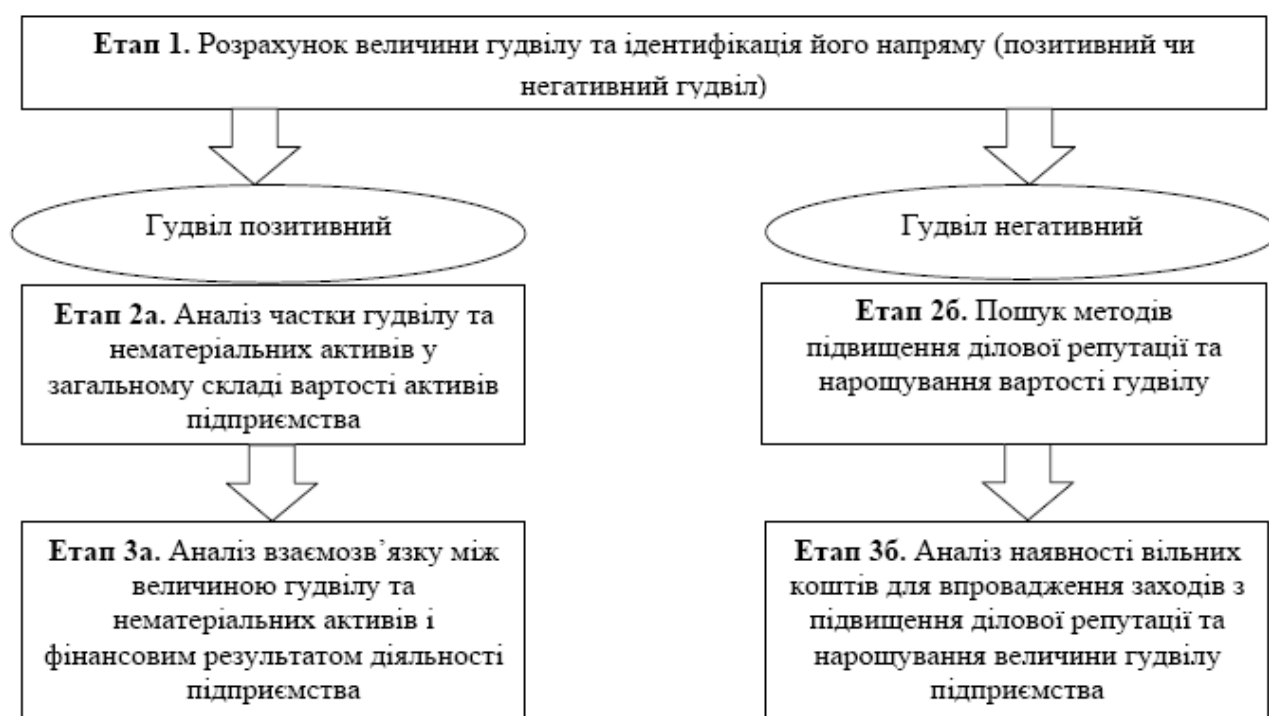 Етап 1. Розрахунок величини гудвілу та ідентифікація його напряму (позитивний чи
негативний гудвіл)
Гудвіл позитивний
Гудвіл негативний
Етап 2а. Аналіз частки гудвілу та
нематеріальних активів у
загальному складі вартості активів
підприємства
Етап 2б. Пошук методів
підвищення ділової репутації та
нарощування вартості гудвілу
Етап 3а. Аналіз взаємозв’язку між
величиною гудвілу та
нематеріальних активів і
фінансовим результатом діяльності
підприємства
Етап 3б. Аналіз наявності вільних
коштів для впровадження заходів з
підвищення ділової репутації та
нарощування величини гудвілу
підприємства